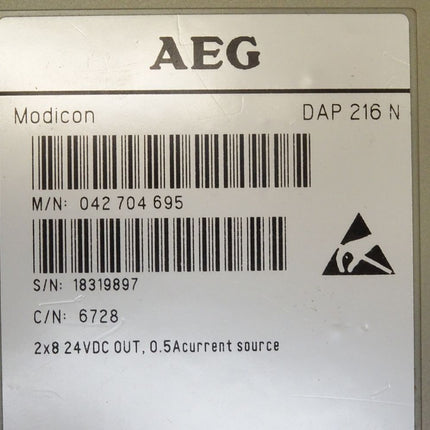 AEG
Modicon DAP 216 N
M/N: 042 704 695
S/N: 18319897
C/N: 6728
2x8 24VDC OUT, 0.5Acurrent source